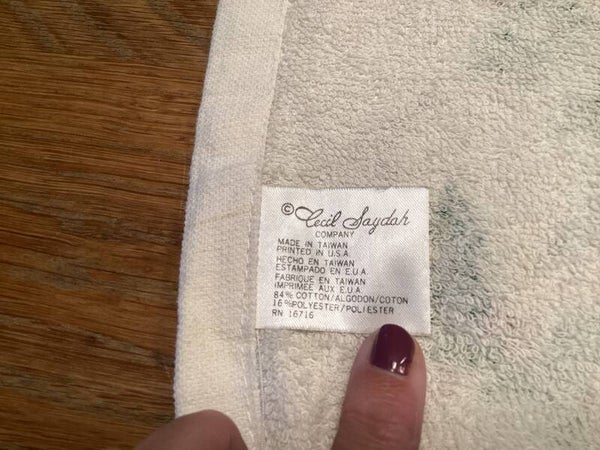 © Cecil Saydah
COMPANY
MADE IN TAIWAN
PRINTED IN U.S.A.
HECHO EN TAIWAN
ESTAMPADO EN E.U.A.
FABRIQUE EN TAIWAN
IMPRIMÉE AUX E.U.A.
84% COTTON/ALGODON/COTON
16%POLYESTER/POLIESTER
RN 16716